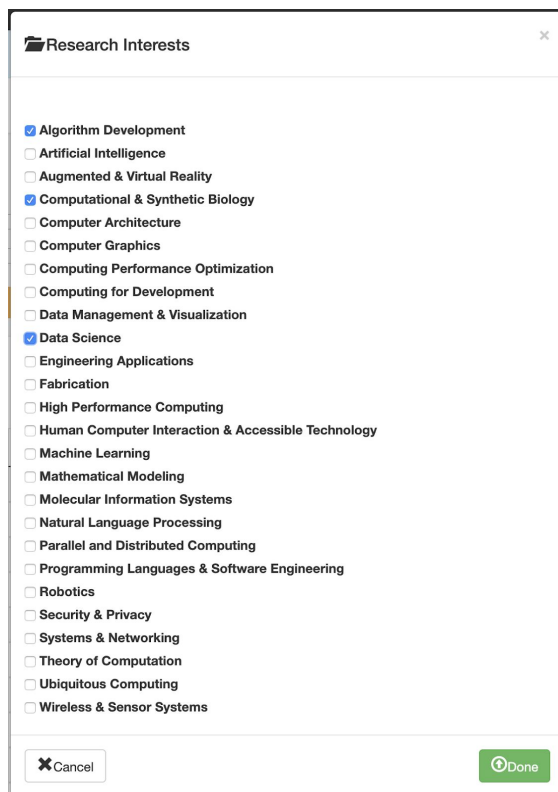 Research Interests
×
Algorithm Development
Artificial Intelligence
Augmented & Virtual Reality
Computational & Synthetic Biology
Computer Architecture
Computer Graphics
Computing Performance Optimization
Computing for Development
Data Management & Visualization
Data Science
Engineering Applications
Fabrication
High Performance Computing
Human Computer Interaction & Accessible Technology
Machine Learning
Mathematical Modeling
Molecular Information Systems
Natural Language Processing
Parallel and Distributed Computing
Programming Languages & Software Engineering
Robotics
Security & Privacy
Systems & Networking
Theory of Computation
Ubiquitous Computing
Wireless & Sensor Systems
Cancel
Done